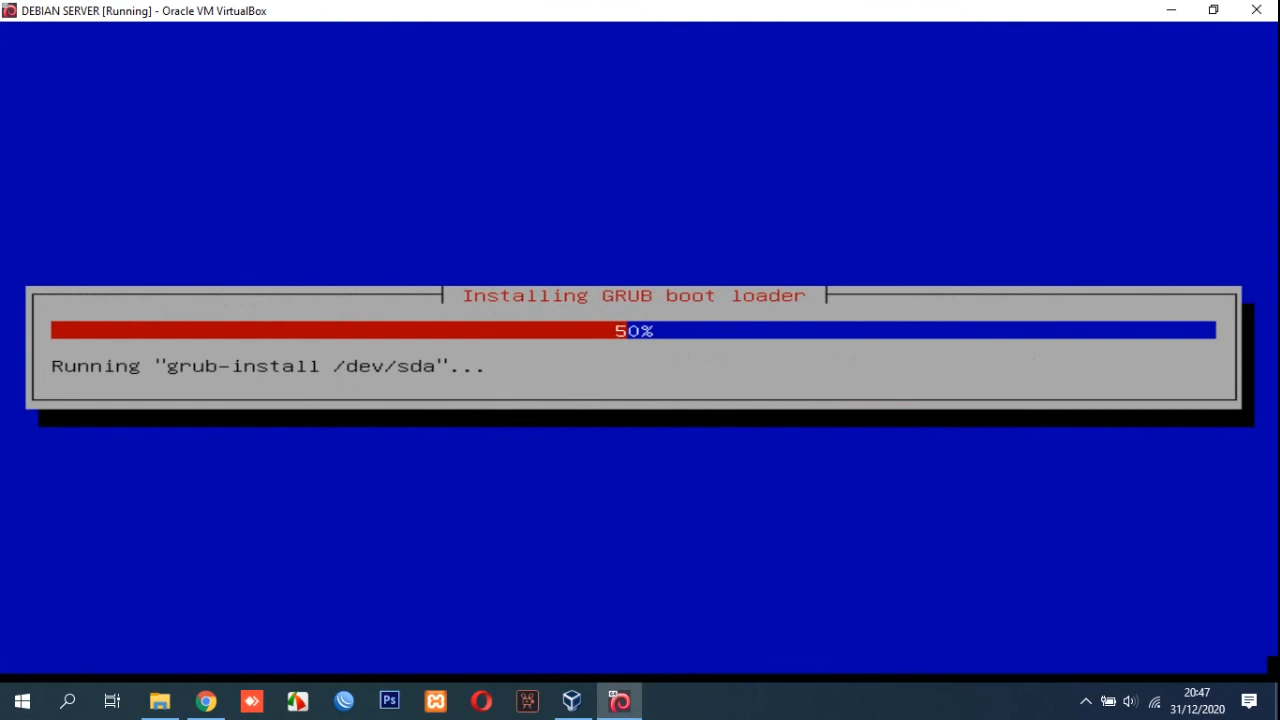 DEBIAN SERVER [Running] - Oracle VM VirtualBox
Installing GRUB boot loader
50%
Running "grub-install /dev/sda"...
Ps
20:47
31/12/2020